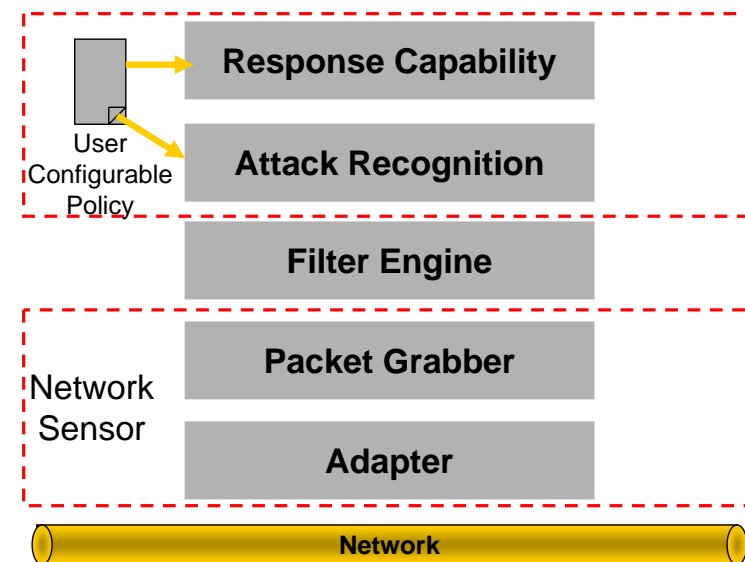 Response Capability
User
Configurable
Policy
Attack Recognition
Filter Engine
Packet Grabber
Network
Sensor
Adapter
Network